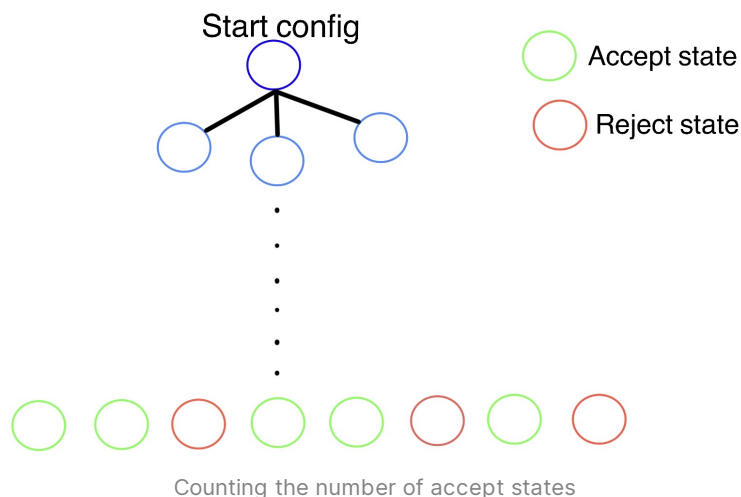 Start config
Accept state
Reject state
Counting the number of accept states